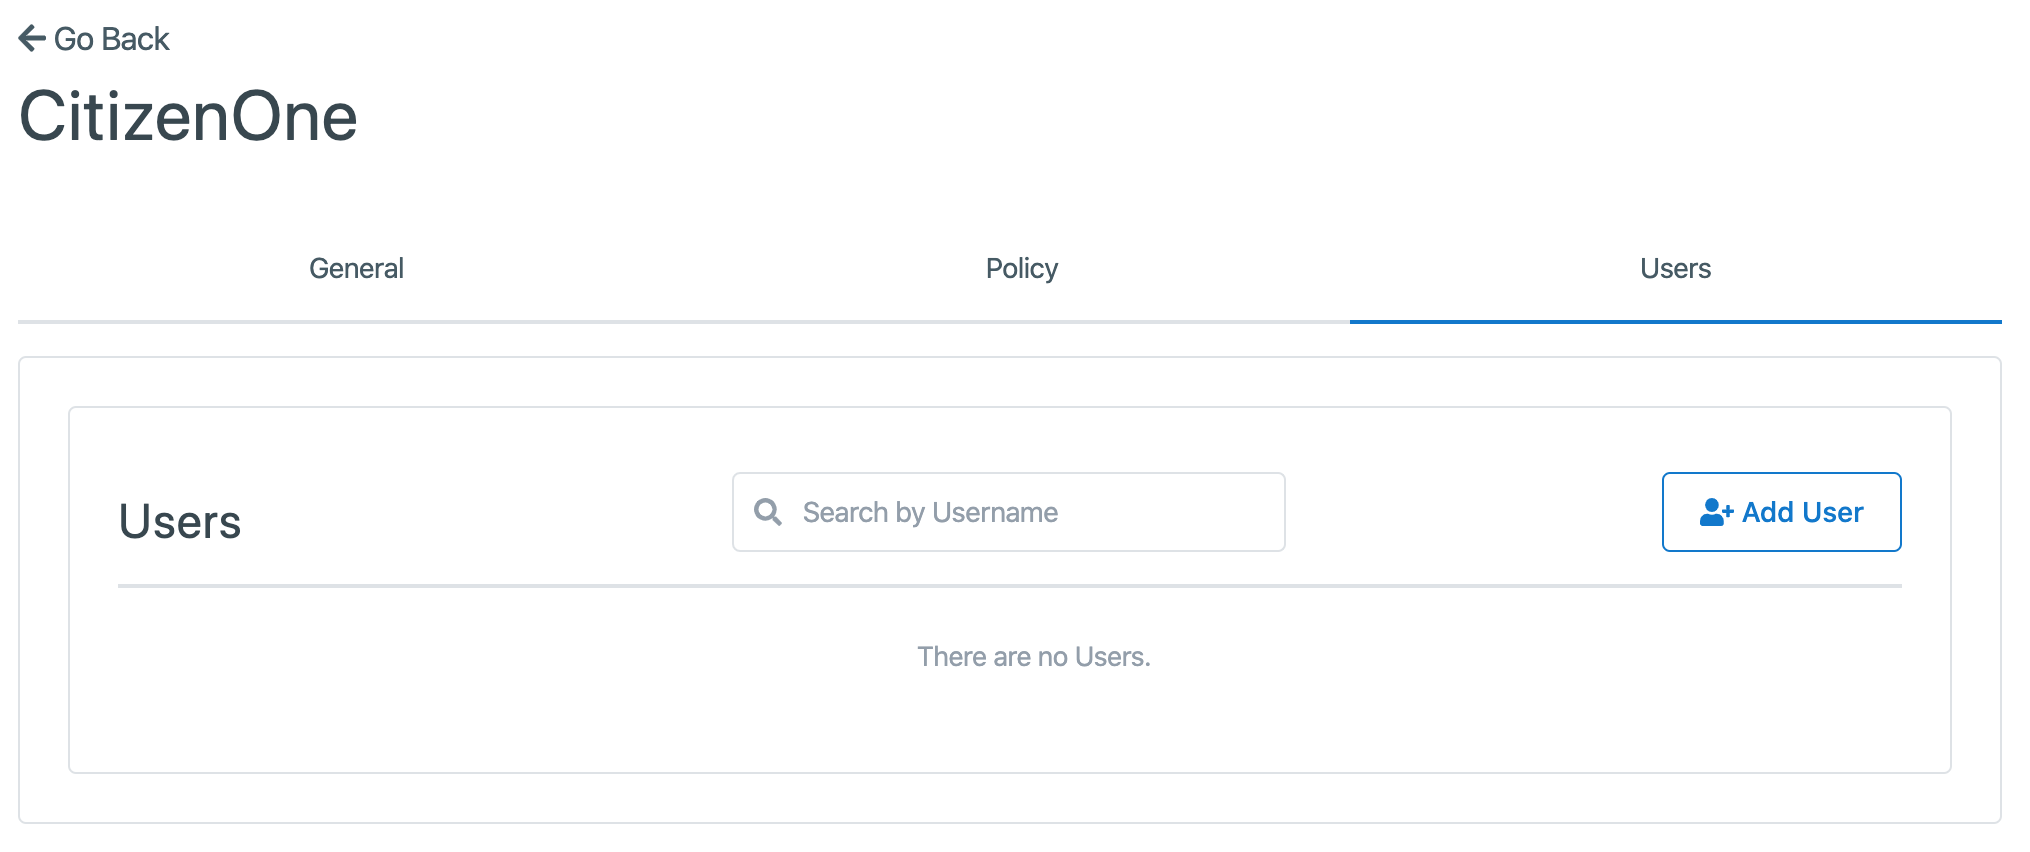 Go Back
CitizenOne
General
Policy
Users
Users
Search by Username
Add User
There are no Users.